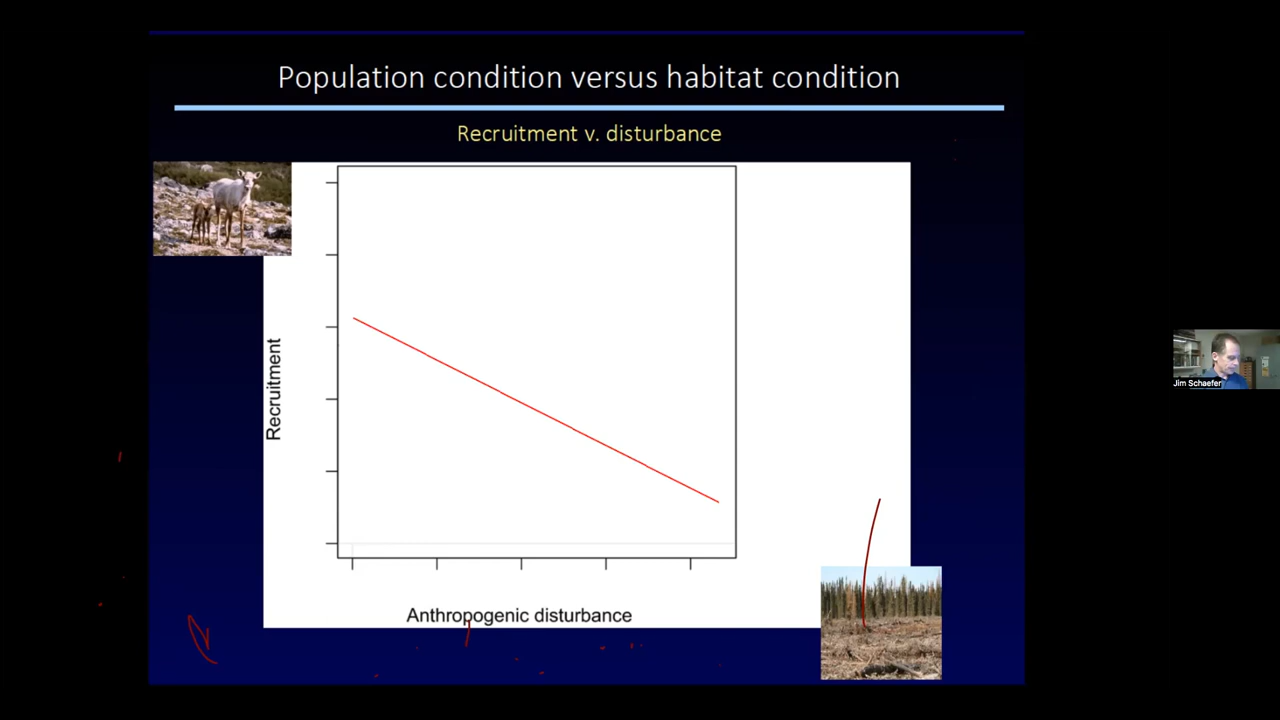 Population condition versus habitat condition
Recruitment v. disturbance
Recruitment
Anthropogenic disturbance
Jim Schaefer